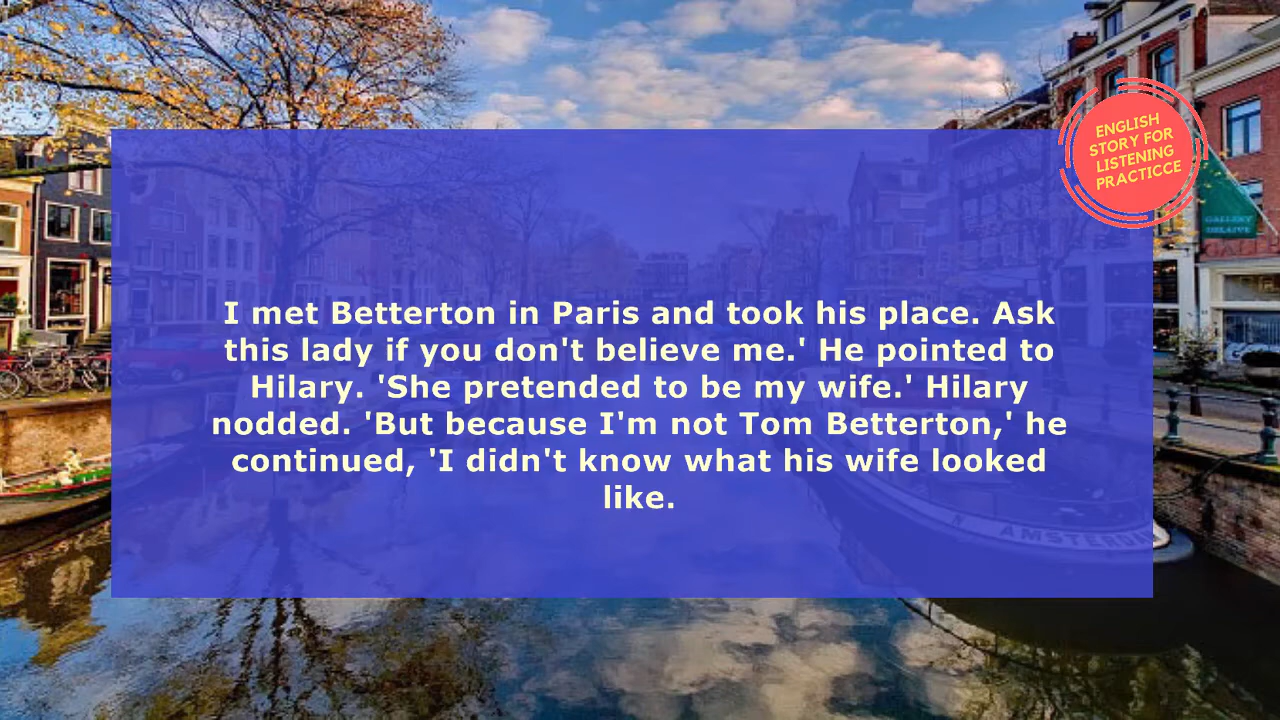 ENGLISH
STORY FOR
LISTENING
PRACTICCE
GALLERY
I met Betterton in Paris and took his place. Ask
this lady if you don't believe me.' He pointed to
Hilary. 'She pretended to be my wife.' Hilary
nodded. 'But because I'm not Tom Betterton,' he
continued, 'I didn't know what his wife looked
like.
AMSTERDAM